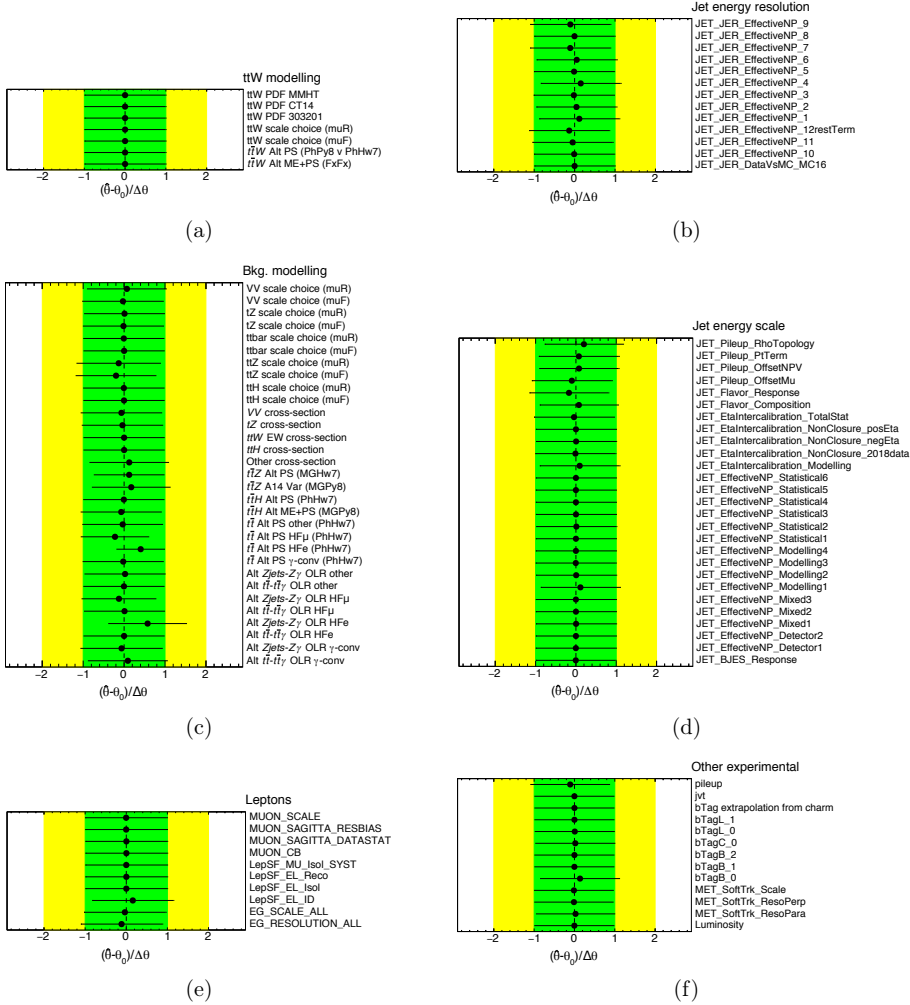 ttW modelling
ttW PDF MMHT
ttW PDF CT14
ttW PDF 303201
ttW scale choice (muR)
ttW scale choice (muF)
tt̄W Alt PS (PhPy8 v PhHw7)
tt̄W Alt ME+PS (FxFx)
−2 −1 0 1 2
(θ̂-θ₀)/Δθ
(a)
Jet energy resolution
JET_JER_EffectiveNP_9
JET_JER_EffectiveNP_8
JET_JER_EffectiveNP_7
JET_JER_EffectiveNP_6
JET_JER_EffectiveNP_5
JET_JER_EffectiveNP_4
JET_JER_EffectiveNP_3
JET_JER_EffectiveNP_2
JET_JER_EffectiveNP_1
JET_JER_EffectiveNP_12restTerm
JET_JER_EffectiveNP_11
JET_JER_EffectiveNP_10
JET_JER_DataVsMC_MC16
−2 −1 0 1 2
(θ̂-θ₀)/Δθ
(b)
Bkg. modelling
VV scale choice (muR)
VV scale choice (muF)
tZ scale choice (muR)
tZ scale choice (muF)
ttbar scale choice (muR)
ttbar scale choice (muF)
ttZ scale choice (muR)
ttZ scale choice (muF)
ttH scale choice (muR)
ttH scale choice (muF)
VV cross-section
tZ cross-section
ttW EW cross-section
ttH cross-section
Other cross-section
tt̄Z Alt PS (MGHw7)
tt̄Z A14 Var (MGPy8)
tt̄H Alt PS (PhHw7)
tt̄H Alt ME+PS (MGPy8)
tt̄ Alt PS other (PhHw7)
tt̄ Alt PS HFμ (PhHw7)
tt̄ Alt PS HFe (PhHw7)
tt̄ Alt PS γ-conv (PhHw7)
Alt Zjets-Zγ OLR other
Alt tt̄-tt̄γ OLR other
Alt Zjets-Zγ OLR HFμ
Alt tt̄-tt̄γ OLR HFμ
Alt Zjets-Zγ OLR HFe
Alt tt̄-tt̄γ OLR HFe
Alt Zjets-Zγ OLR γ-conv
Alt tt̄-tt̄γ OLR γ-conv
−2 −1 0 1 2
(θ̂-θ₀)/Δθ
(c)
Jet energy scale
JET_Pileup_RhoTopology
JET_Pileup_PtTerm
JET_Pileup_OffsetNPV
JET_Pileup_OffsetMu
JET_Flavor_Response
JET_Flavor_Composition
JET_EtaIntercalibration_TotalStat
JET_EtaIntercalibration_NonClosure_posEta
JET_EtaIntercalibration_NonClosure_negEta
JET_EtaIntercalibration_NonClosure_2018data
JET_EtaIntercalibration_Modelling
JET_EffectiveNP_Statistical6
JET_EffectiveNP_Statistical5
JET_EffectiveNP_Statistical4
JET_EffectiveNP_Statistical3
JET_EffectiveNP_Statistical2
JET_EffectiveNP_Statistical1
JET_EffectiveNP_Modelling4
JET_EffectiveNP_Modelling3
JET_EffectiveNP_Modelling2
JET_EffectiveNP_Modelling1
JET_EffectiveNP_Mixed3
JET_EffectiveNP_Mixed2
JET_EffectiveNP_Mixed1
JET_EffectiveNP_Detector2
JET_EffectiveNP_Detector1
JET_BJES_Response
−2 −1 0 1 2
(θ̂-θ₀)/Δθ
(d)
Leptons
MUON_SCALE
MUON_SAGITTA_RESBIAS
MUON_SAGITTA_DATASTAT
MUON_CB
LepSF_MU_Isol_SYST
LepSF_EL_Reco
LepSF_EL_Isol
LepSF_EL_ID
EG_SCALE_ALL
EG_RESOLUTION_ALL
−2 −1 0 1 2
(θ̂-θ₀)/Δθ
(e)
Other experimental
pileup
jvt
bTag extrapolation from charm
bTagL_1
bTagL_0
bTagC_0
bTagB_2
bTagB_1
bTagB_0
MET_SoftTrk_Scale
MET_SoftTrk_ResoPerp
MET_SoftTrk_ResoPara
Luminosity
−2 −1 0 1 2
(θ̂-θ₀)/Δθ
(f)